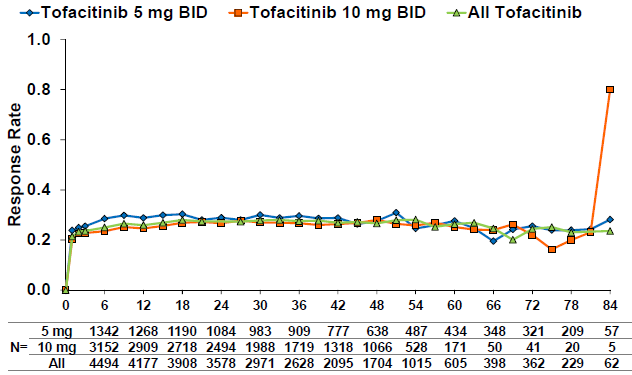 Tofacitinib 5 mg BID Tofacitinib 10 mg BID All Tofacitinib
Response Rate
1.0
0.8
0.6
0.4
0.2
0.0
0 6 12 18 24 30 36 42 48 54 60 66 72 78 84
5 mg 1342 1268 1190 1084 983 909 777 638 487 434 348 321 209 57
N= 10 mg 3152 2909 2718 2494 1988 1719 1318 1066 528 171 50 41 20 5
All 4494 4177 3908 3578 2971 2628 2095 1704 1015 605 398 362 229 62